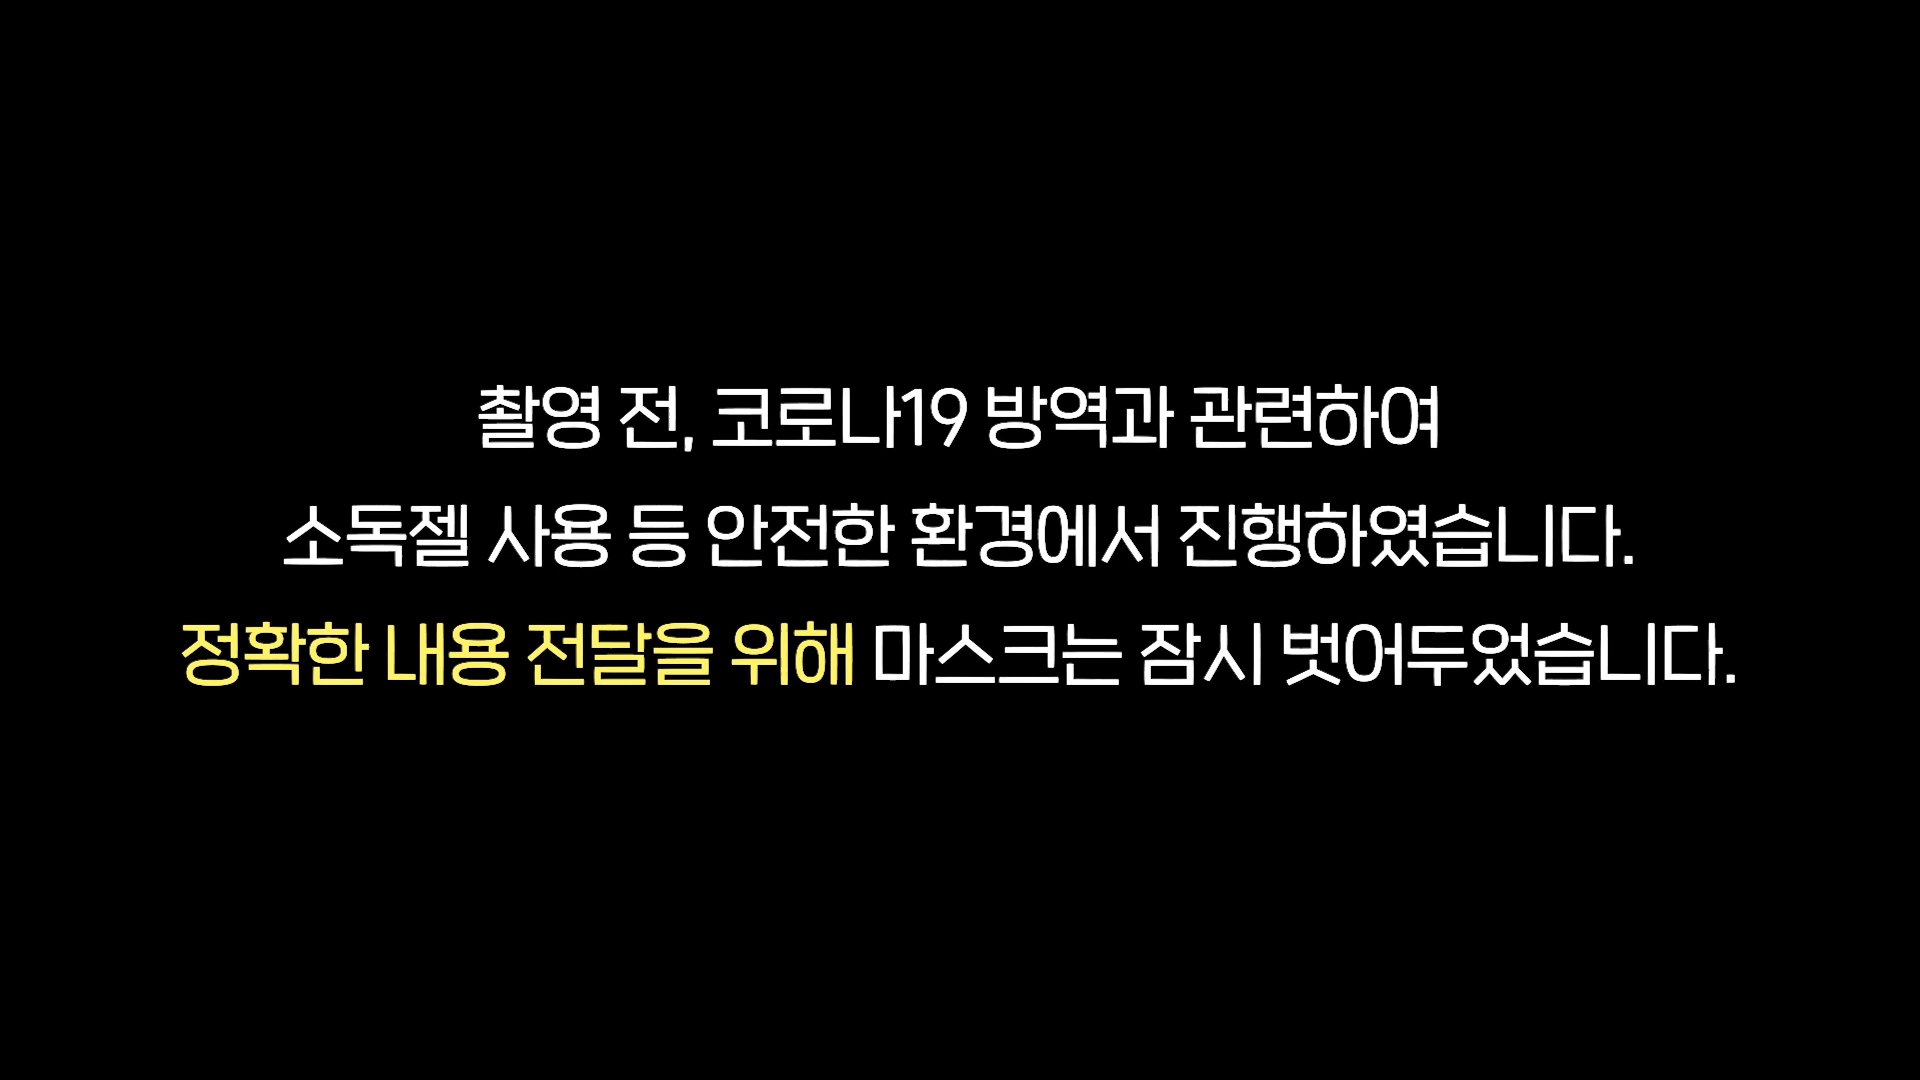 촬영 전, 코로나19 방역과 관련하여
소독젤 사용 등 안전한 환경에서 진행하였습니다.
정확한 내용 전달을 위해 마스크는 잠시 벗어두었습니다.